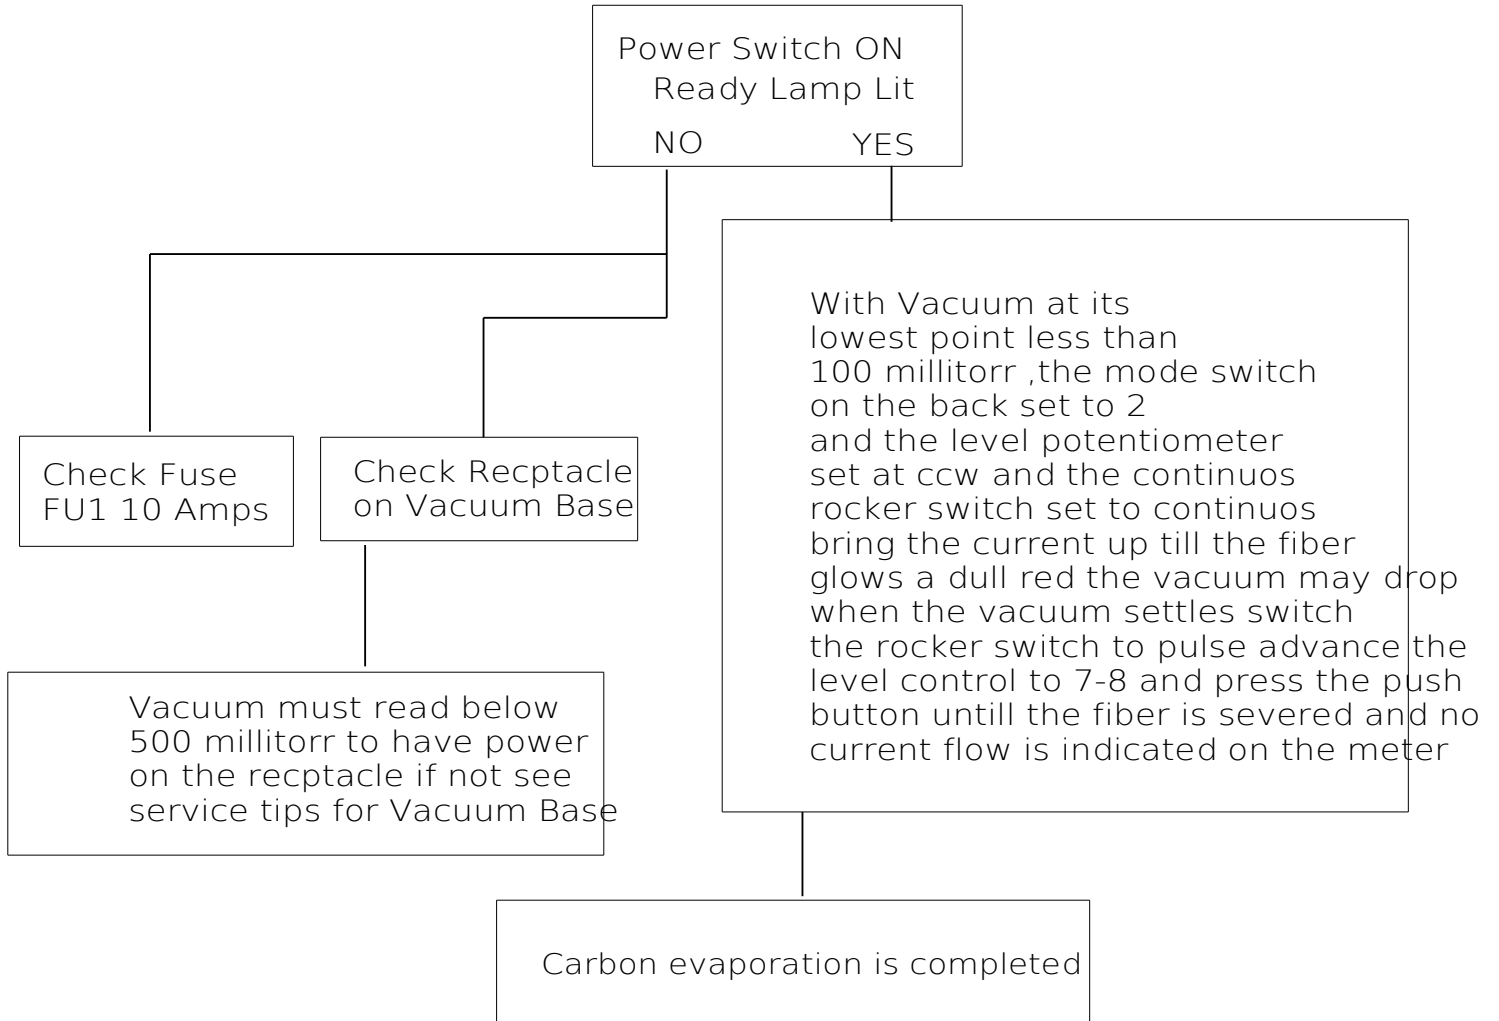 Power Switch ON
Ready Lamp Lit
NO YES
Check Fuse
FU1 10 Amps
Check Recptacle
on Vacuum Base
Vacuum must read below
500 millitorr to have power
on the recptacle if not see
service tips for Vacuum Base
With Vacuum at its
lowest point less than
100 millitorr ,the mode switch
on the back set to 2
and the level potentiometer
set at ccw and the continuos
rocker switch set to continuos
bring the current up till the fiber
glows a dull red the vacuum may drop
when the vacuum settles switch
the rocker switch to pulse advance the
level control to 7-8 and press the push
button untill the fiber is severed and no
current flow is indicated on the meter
Carbon evaporation is completed